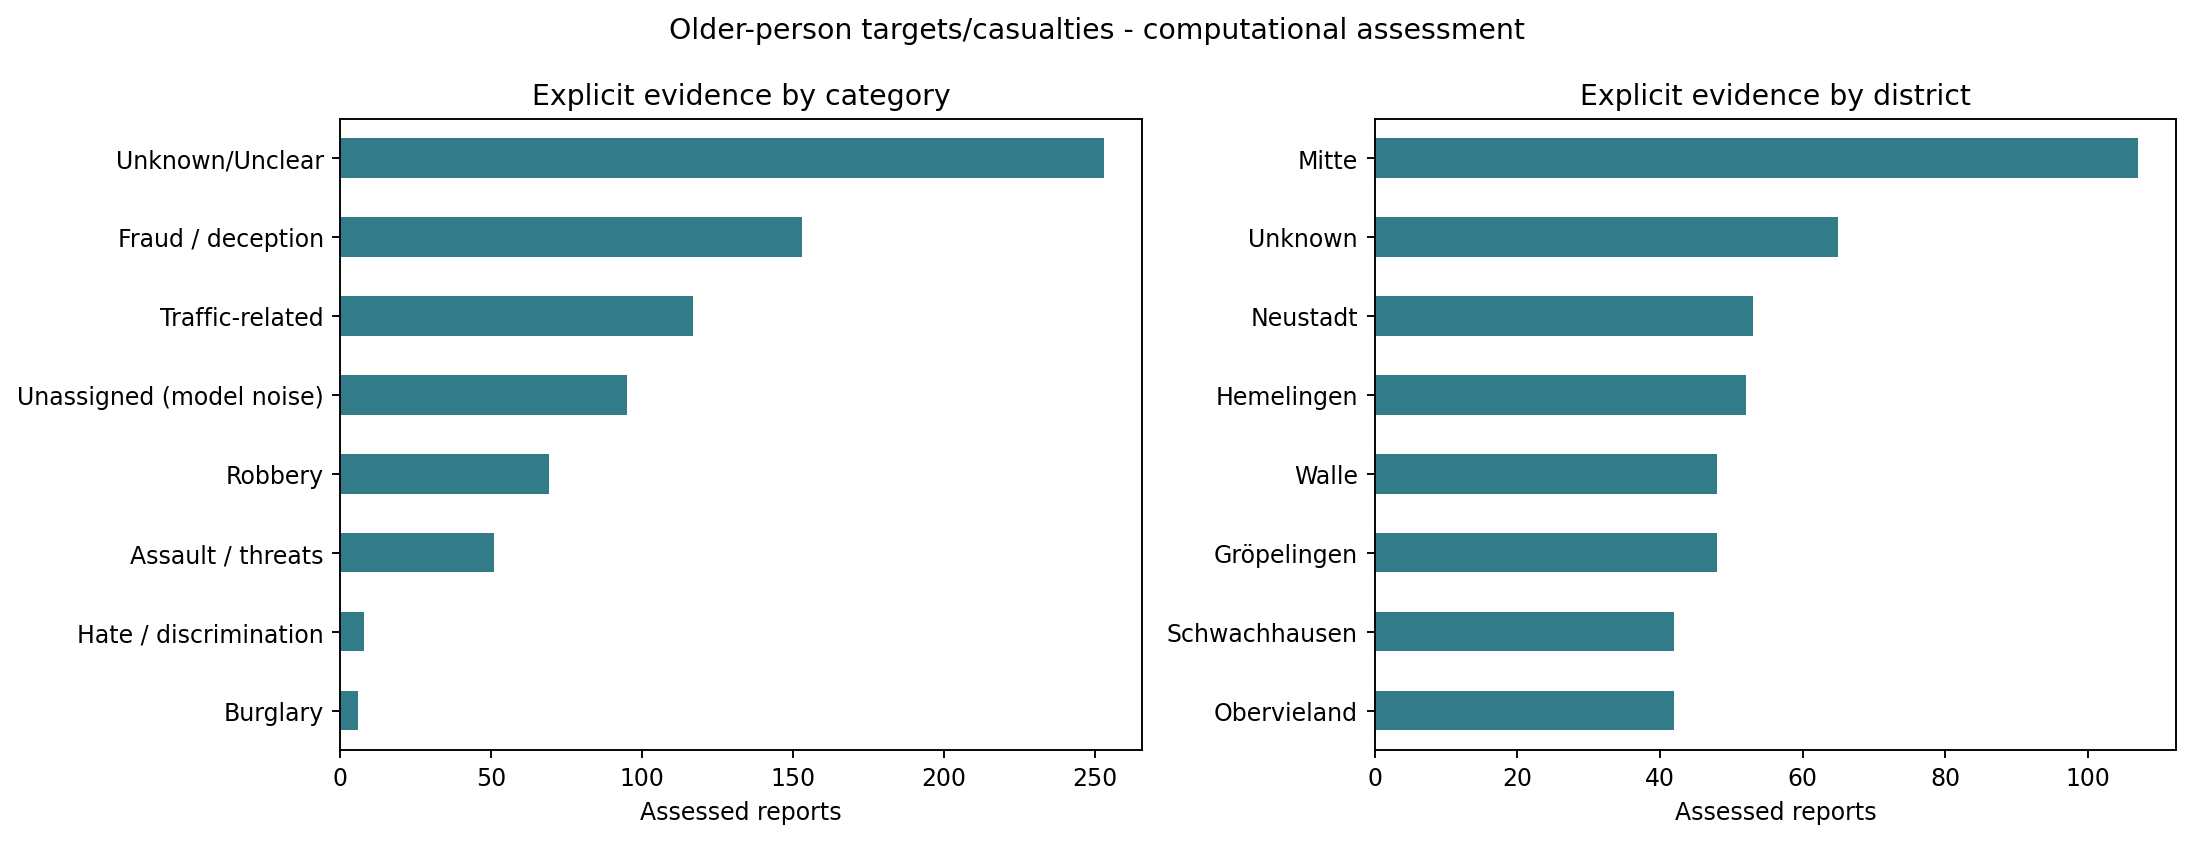 Older-person targets/casualties - computational assessment
Explicit evidence by category
Unknown/Unclear
Fraud / deception
Traffic-related
Unassigned (model noise)
Robbery
Assault / threats
Hate / discrimination
Burglary
0 50 100 150 200 250
Assessed reports
Explicit evidence by district
Mitte
Unknown
Neustadt
Hemelingen
Walle
Gröpelingen
Schwachhausen
Obervieland
0 20 40 60 80 100
Assessed reports